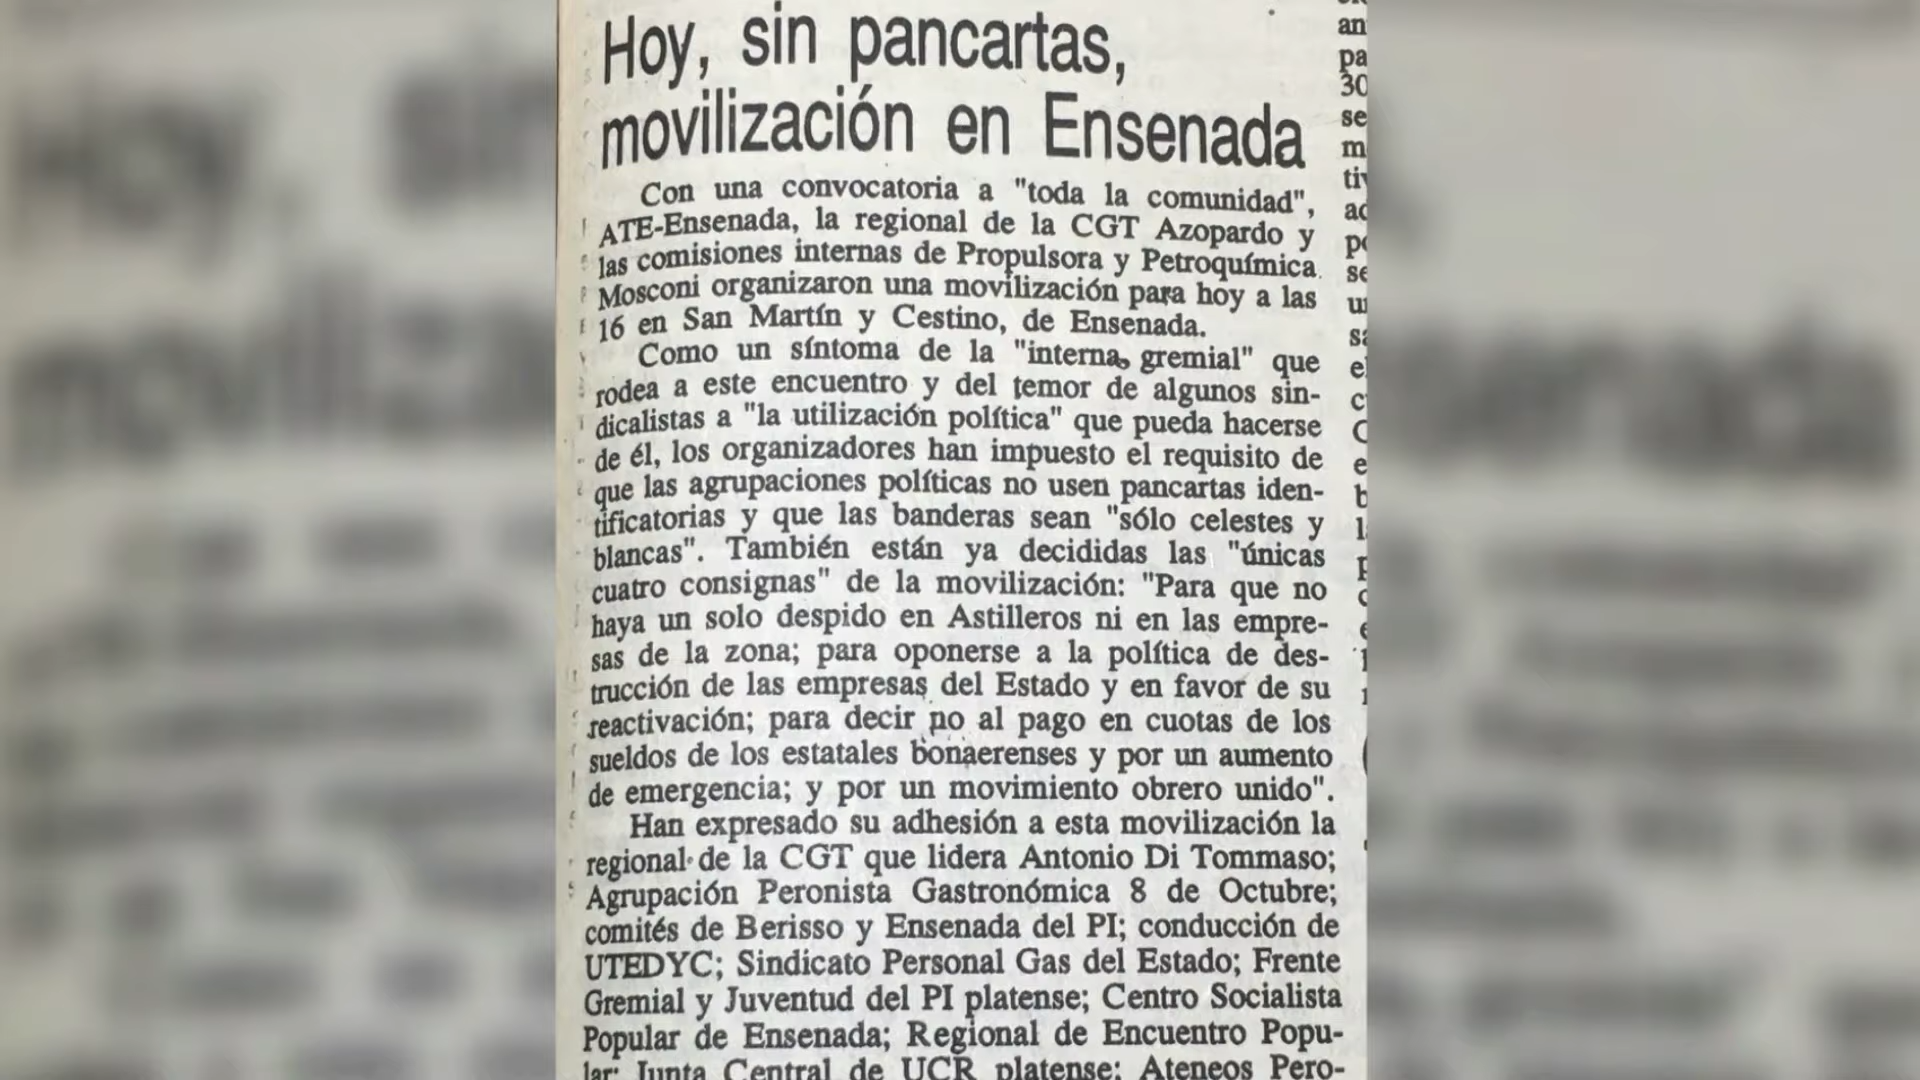 Hoy, sin pancartas,
movilización en Ensenada
Con una convocatoria a "toda la comunidad",
ATE-Ensenada, la regional de la CGT Azopardo y
las comisiones internas de Propulsora y Petroquímica
Mosconi organizaron una movilización para hoy a las
16 en San Martín y Cestino, de Ensenada.
Como un síntoma de la "interna gremial" que
rodea a este encuentro y del temor de algunos sin-
dicalistas a "la utilización política" que pueda hacerse
de él, los organizadores han impuesto el requisito de
que las agrupaciones políticas no usen pancartas iden-
tificatorias y que las banderas sean "sólo celestes y
blancas". También están ya decididas las "únicas
cuatro consignas" de la movilización: "Para que no
haya un solo despido en Astilleros ni en las empre-
sas de la zona; para oponerse a la política de des-
trucción de las empresas del Estado y en favor de su
reactivación; para decir no al pago en cuotas de los
sueldos de los estatales bonaerenses y por un aumento
de emergencia; y por un movimiento obrero unido".
Han expresado su adhesión a esta movilización la
regional de la CGT que lidera Antonio Di Tommaso;
Agrupación Peronista Gastronómica 8 de Octubre;
comités de Berisso y Ensenada del PI; conducción de
UTEDYC; Sindicato Personal Gas del Estado; Frente
Gremial y Juventud del PI platense; Centro Socialista
Popular de Ensenada; Regional de Encuentro Popu-
lar; Junta Central de UCR platense; Ateneos Pero-